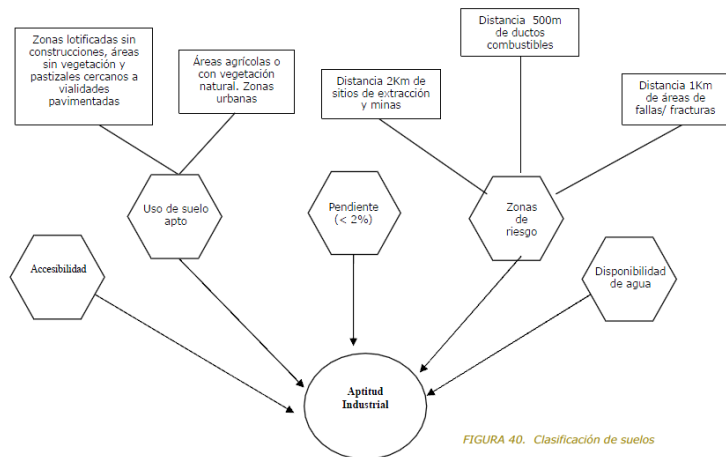 Zonas lotificadas sin
construcciones, áreas
sin vegetación y
pastizales cercanos a
vialidades
pavimentadas
Áreas agrícolas o
con vegetación
natural. Zonas
urbanas
Distancia 2Km de
sitios de extracción
y minas
Distancia 500m
de ductos
combustibles
Distancia 1Km
de áreas de
fallas/ fracturas
Accesibilidad
Uso de suelo
apto
Pendiente
(< 2%)
Zonas
de
riesgo
Disponibilidad
de agua
Aptitud
Industrial
FIGURA 40. Clasificación de suelos